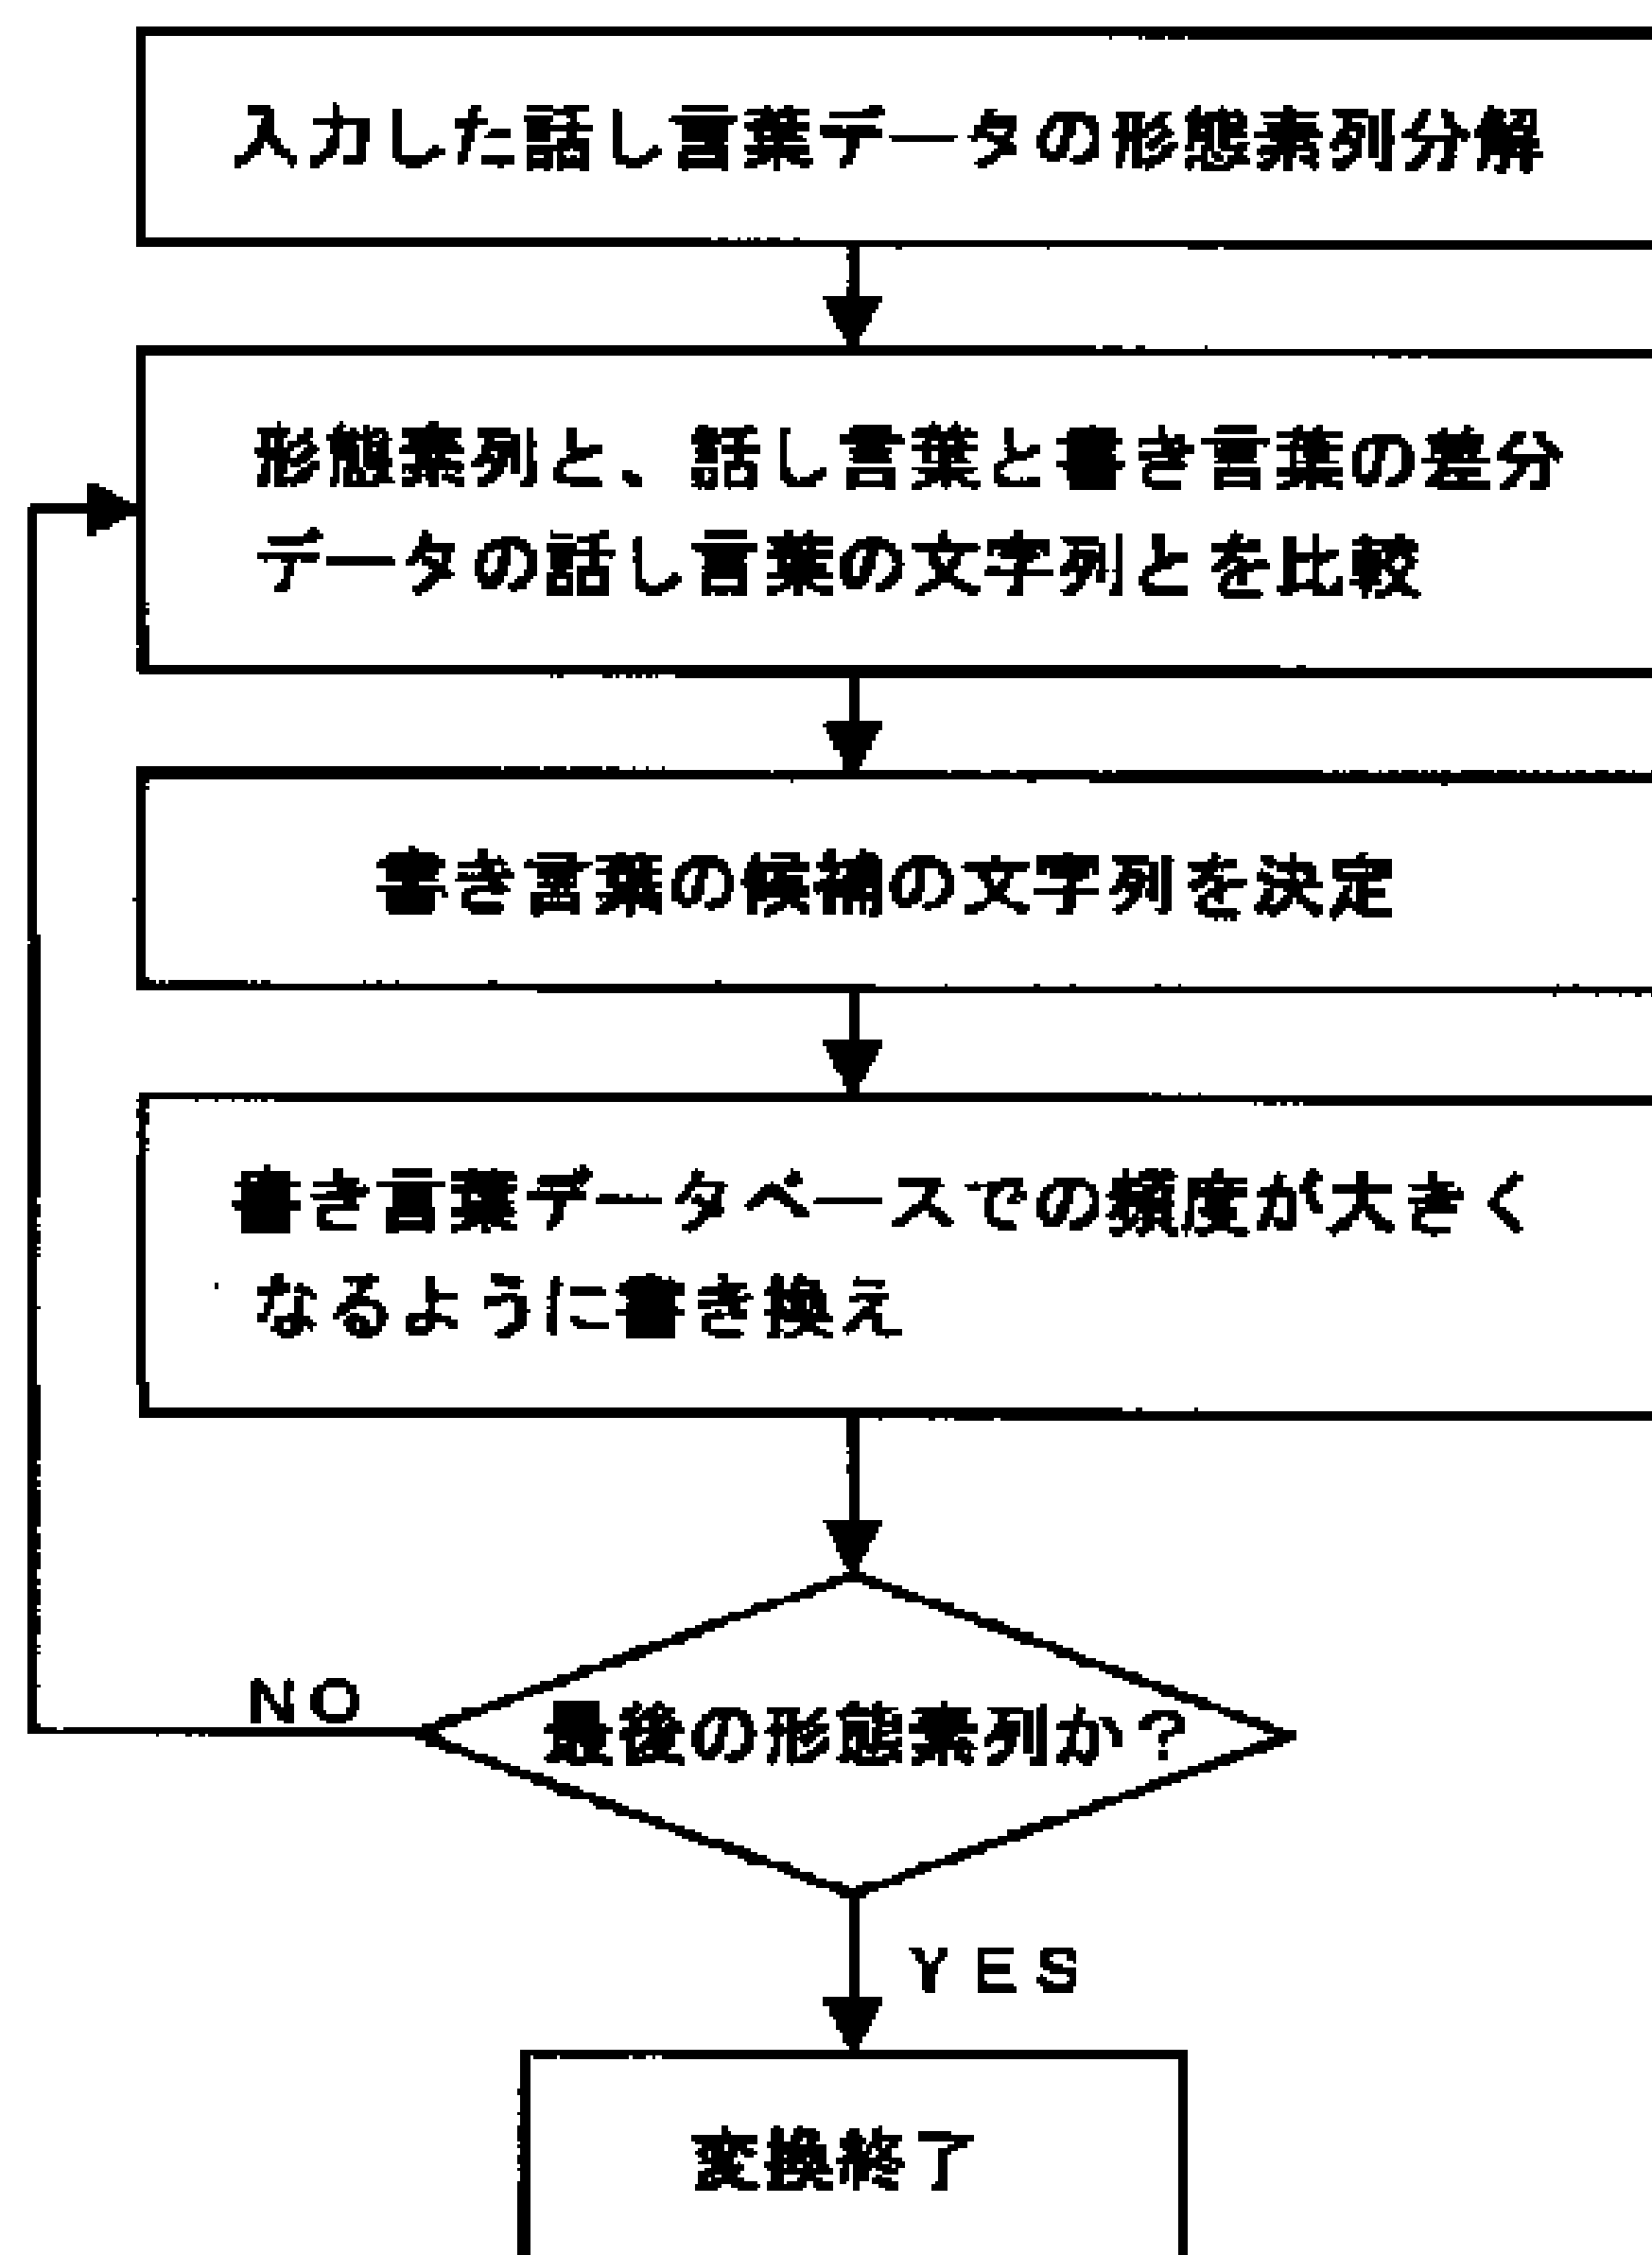 入力した話し言葉データの形態素列分解
形態素列と、話し言葉と書き言葉の差分
データの話し言葉の文字列とを比較
書き言葉の候補の文字列を決定
書き言葉データベースでの頻度が大きく
なるように書き換え
最後の形態素列か？
NO
YES
変換終了